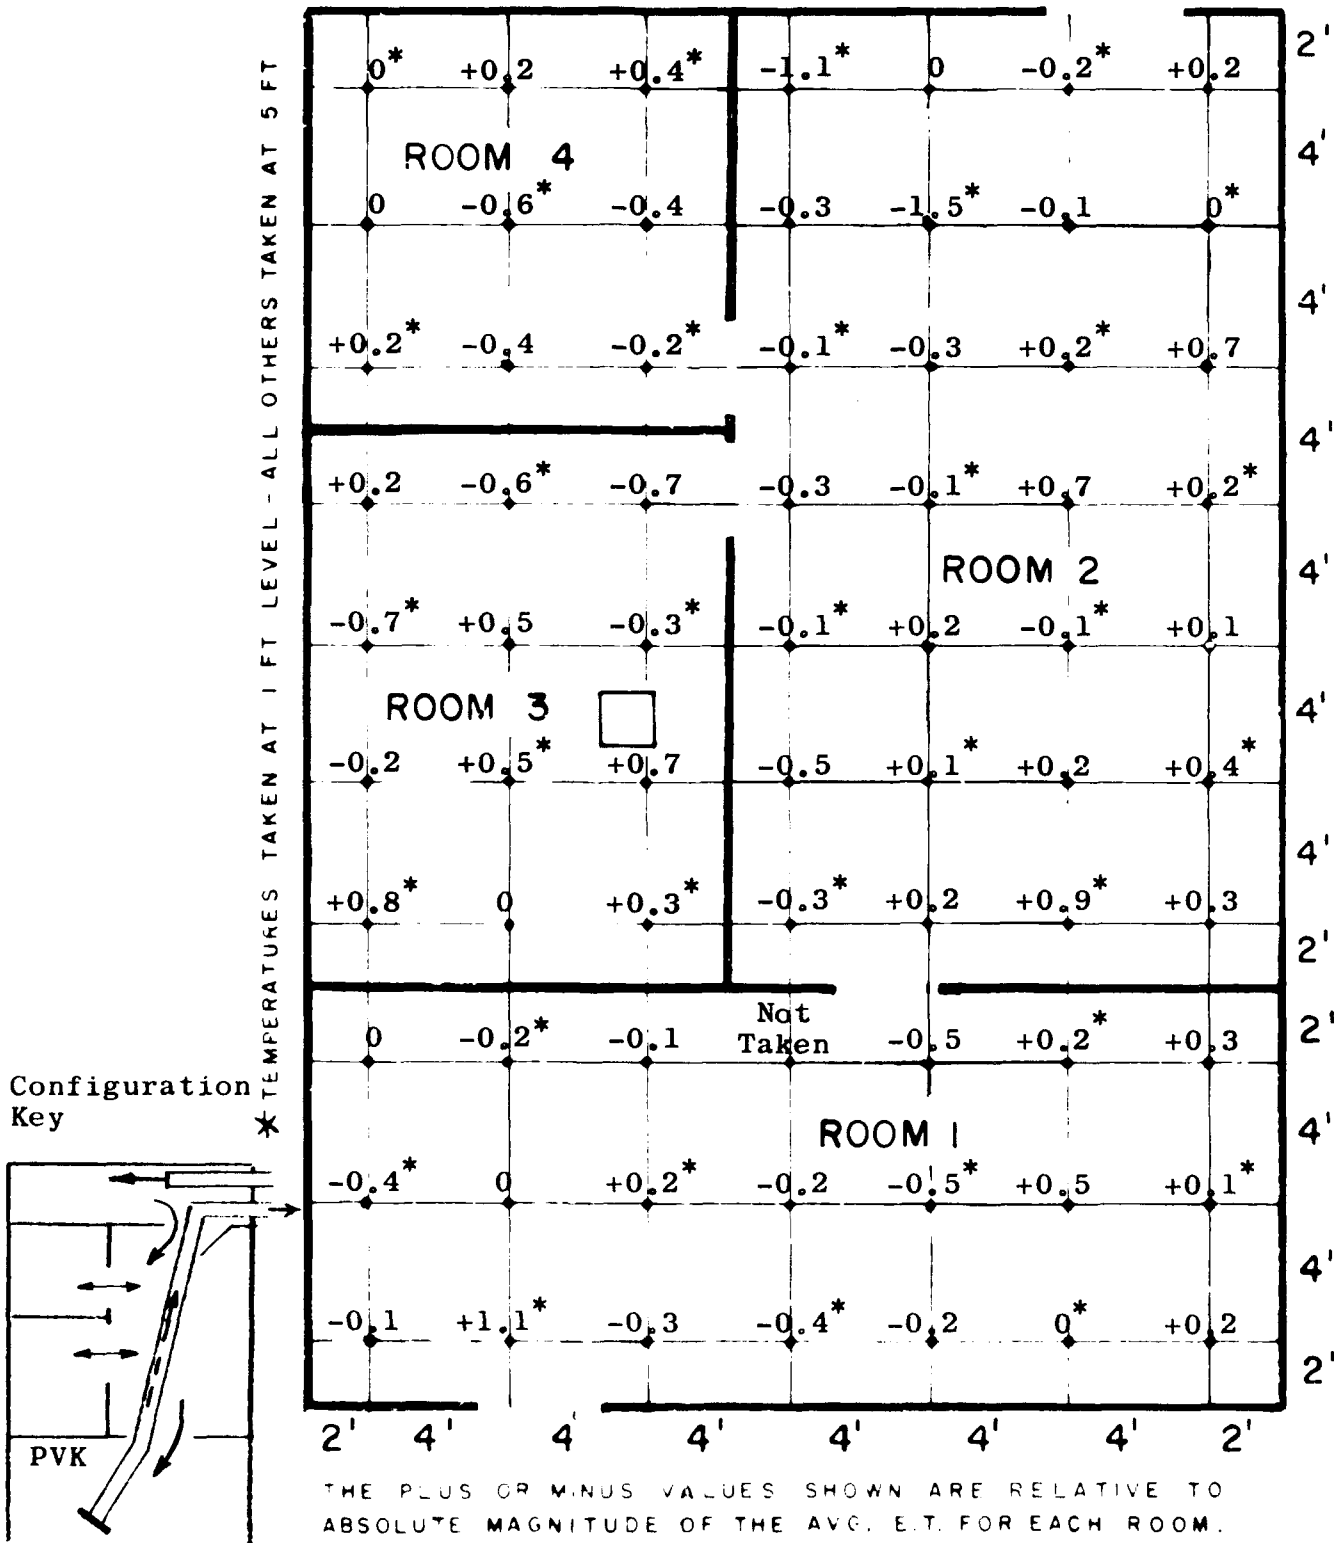 0* +0.2 +0.4* -1.1* 0 -0.2* +0.2 2'
ROOM 4 4'
0 -0.6* -0.4 -0.3 -1.5* -0.1 0*
4'
+0.2* -0.4 -0.2* -0.1* -0.3 +0.2* +0.7
4'
+0.2 -0.6* -0.7 -0.3 -0.1* +0.7 +0.2*
ROOM 2 4'
-0.7* +0.5 -0.3* -0.1* +0.2 -0.1* +0.1
ROOM 3 4'
-0.2 +0.5* +0.7 -0.5 +0.1* +0.2 +0.4*
4'
+0.8* 0 +0.3* -0.3* +0.2 +0.9* +0.3
2'
Not
Taken
0 -0.2* -0.1 -0.5 +0.2* +0.3 2'
ROOM 1 4'
-0.4* 0 +0.2* -0.2 -0.5* +0.5 +0.1*
4'
-0.1 +1.1* -0.3 -0.4* -0.2 0* +0.2
2'
2' 4' 4' 4' 4' 4' 4' 2'
*TEMPERATURES TAKEN AT 1 FT LEVEL - ALL OTHERS TAKEN AT 5 FT
Configuration
Key
PVK
THE PLUS OR MINUS VALUES SHOWN ARE RELATIVE TO
ABSOLUTE MAGNITUDE OF THE AVG. E.T. FOR EACH ROOM.